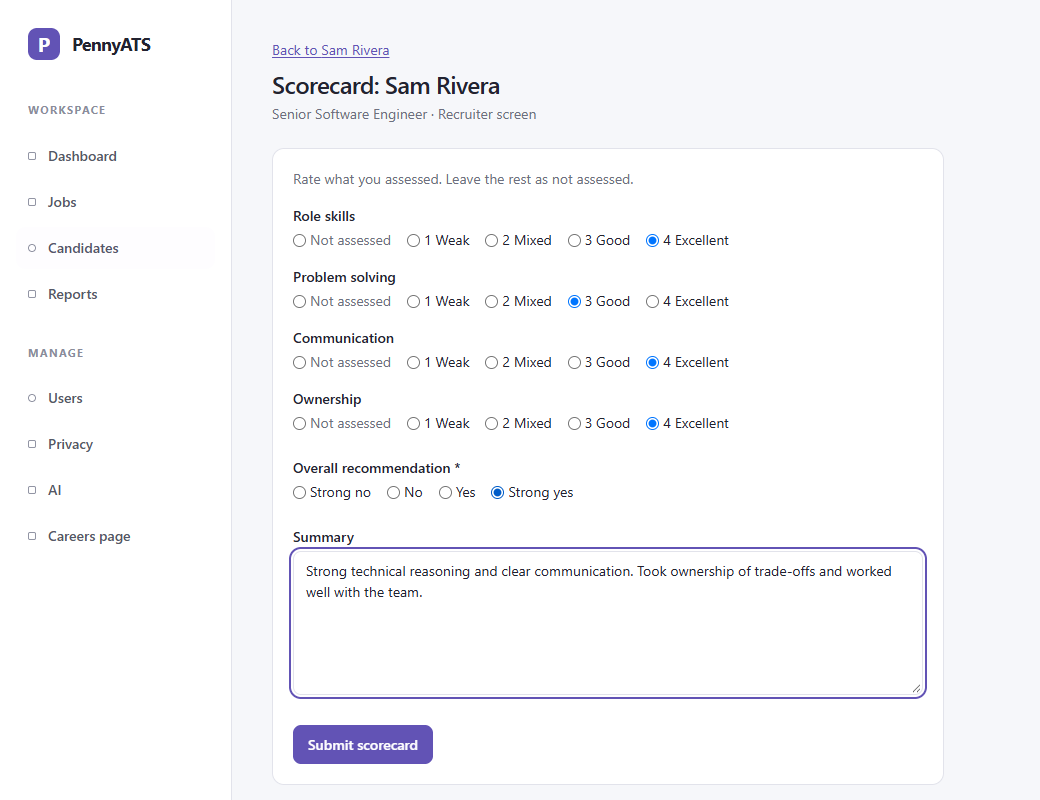 P PennyATS
WORKSPACE
Dashboard
Jobs
Candidates
Reports
MANAGE
Users
Privacy
AI
Careers page
Back to Sam Rivera
Scorecard: Sam Rivera
Senior Software Engineer · Recruiter screen
Rate what you assessed. Leave the rest as not assessed.
Role skills
Not assessed 1 Weak 2 Mixed 3 Good 4 Excellent
Problem solving
Not assessed 1 Weak 2 Mixed 3 Good 4 Excellent
Communication
Not assessed 1 Weak 2 Mixed 3 Good 4 Excellent
Ownership
Not assessed 1 Weak 2 Mixed 3 Good 4 Excellent
Overall recommendation *
Strong no No Yes Strong yes
Summary
Strong technical reasoning and clear communication. Took ownership of trade-offs and worked
well with the team.
Submit scorecard